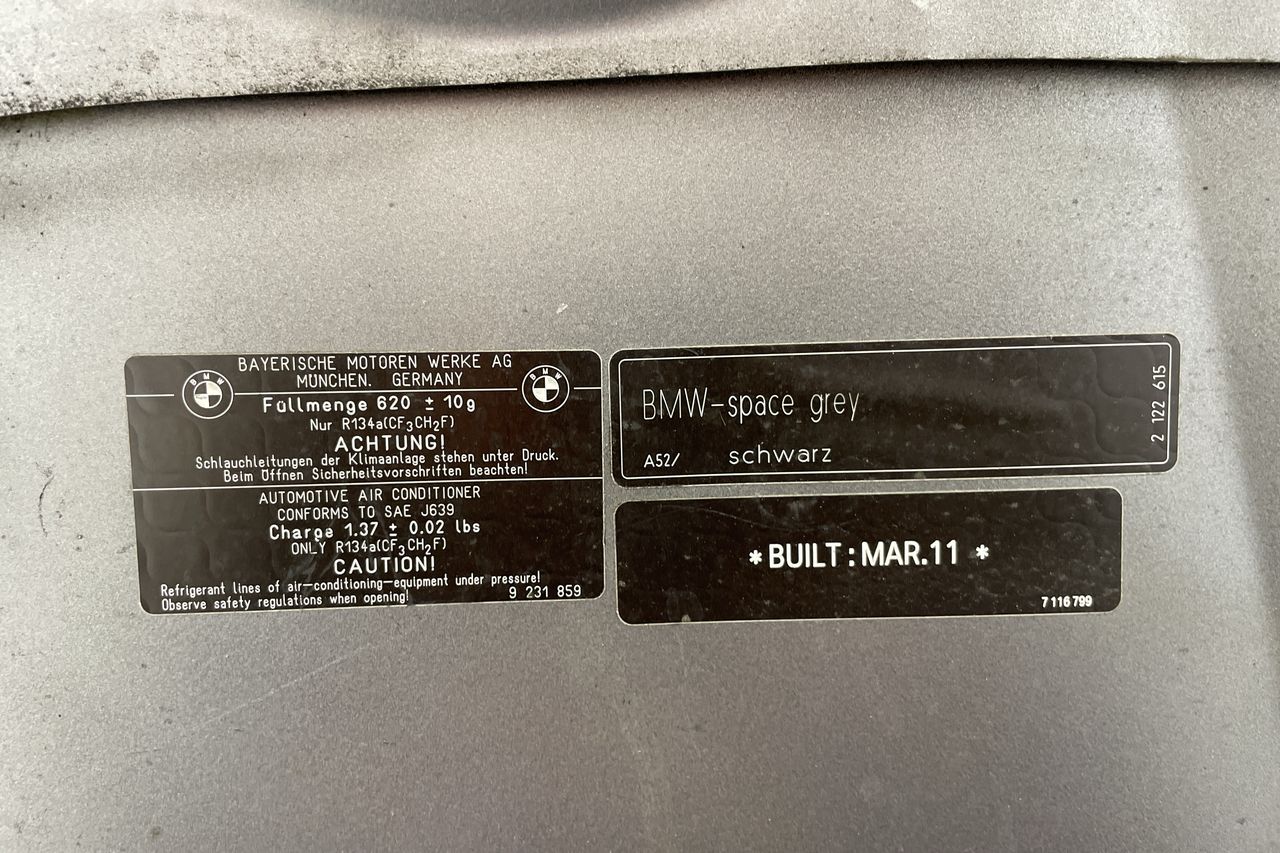 BAYERISCHE MOTOREN WERKE AG
MÜNCHEN. GERMANY
BMW
BMW
Füllmenge 620 ± 10g
Nur R134a(CF₃CH₂F)
ACHTUNG!
Schlauchleitungen der Klimaanlage stehen unter Druck.
Beim Öffnen Sicherheitsvorschriften beachten!
AUTOMOTIVE AIR CONDITIONER
CONFORMS TO SAE J639
Charge 1.37 ± 0.02 lbs
ONLY R134a(CF₃CH₂F)
CAUTION!
Refrigerant lines of air-conditioning-equipment under pressure!
Observe safety regulations when opening!
9 231 859
BMW-space grey
A52/ schwarz
2 122 615
*BUILT:MAR.11 *
7 116 799